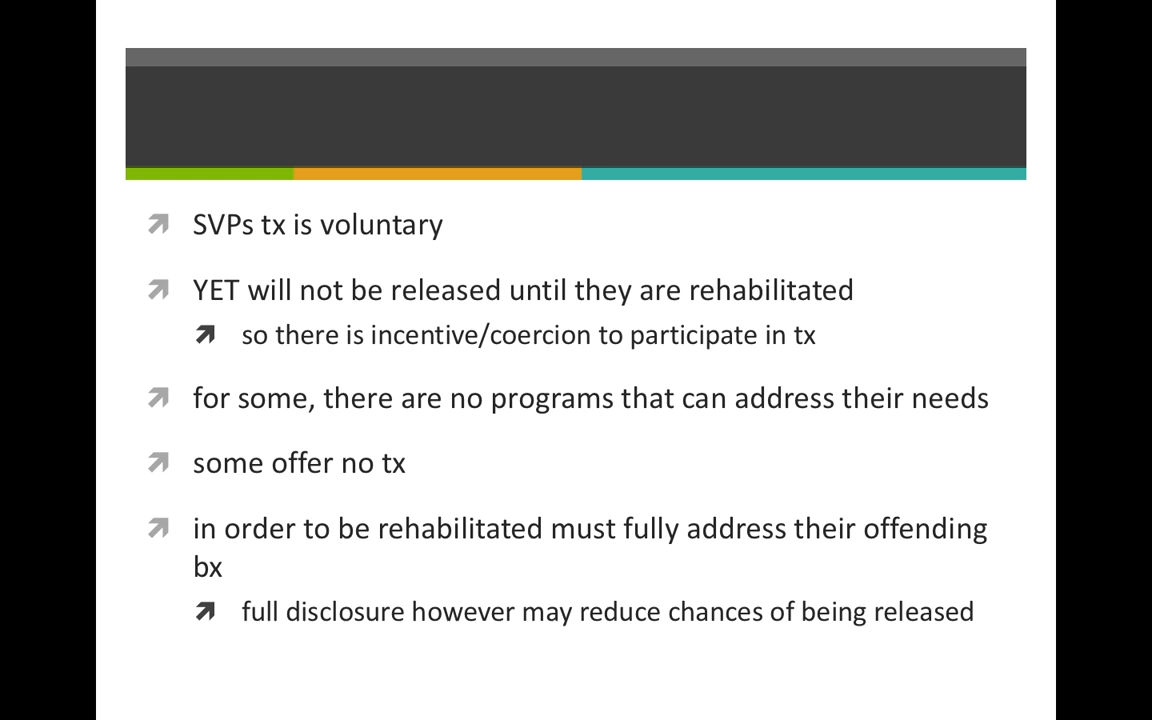 SVPs tx is voluntary
YET will not be released until they are rehabilitated
so there is incentive/coercion to participate in tx
for some, there are no programs that can address their needs
some offer no tx
in order to be rehabilitated must fully address their offending
bx
full disclosure however may reduce chances of being released